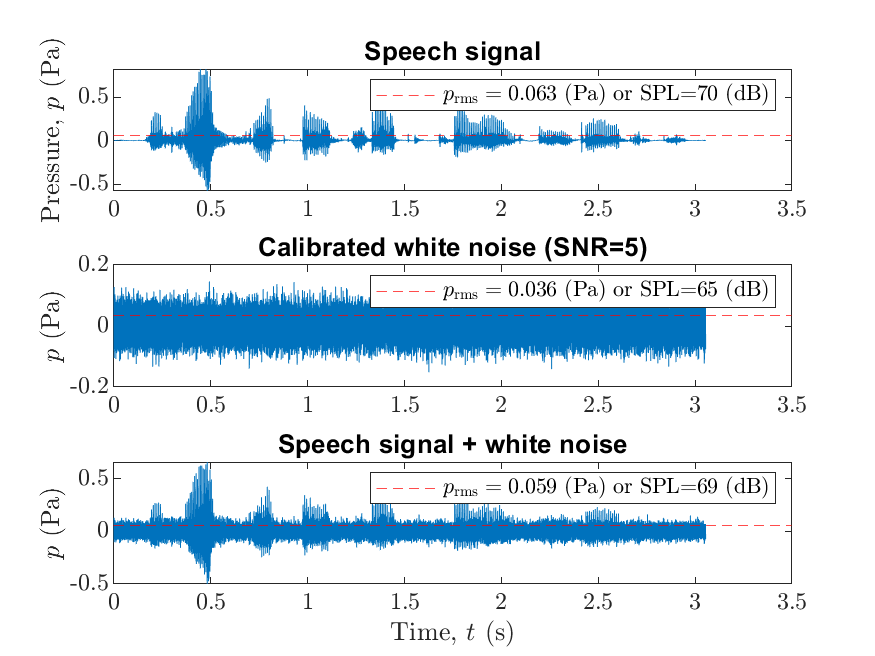 Speech signal
Pressure, p (Pa)
0.5
0
-0.5
p_rms = 0.063 (Pa) or SPL=70 (dB)
0 0.5 1 1.5 2 2.5 3 3.5
Calibrated white noise (SNR=5)
p (Pa)
0.2
0
-0.2
p_rms = 0.036 (Pa) or SPL=65 (dB)
0 0.5 1 1.5 2 2.5 3 3.5
Speech signal + white noise
p (Pa)
0.5
0
-0.5
p_rms = 0.059 (Pa) or SPL=69 (dB)
0 0.5 1 1.5 2 2.5 3 3.5
Time, t (s)